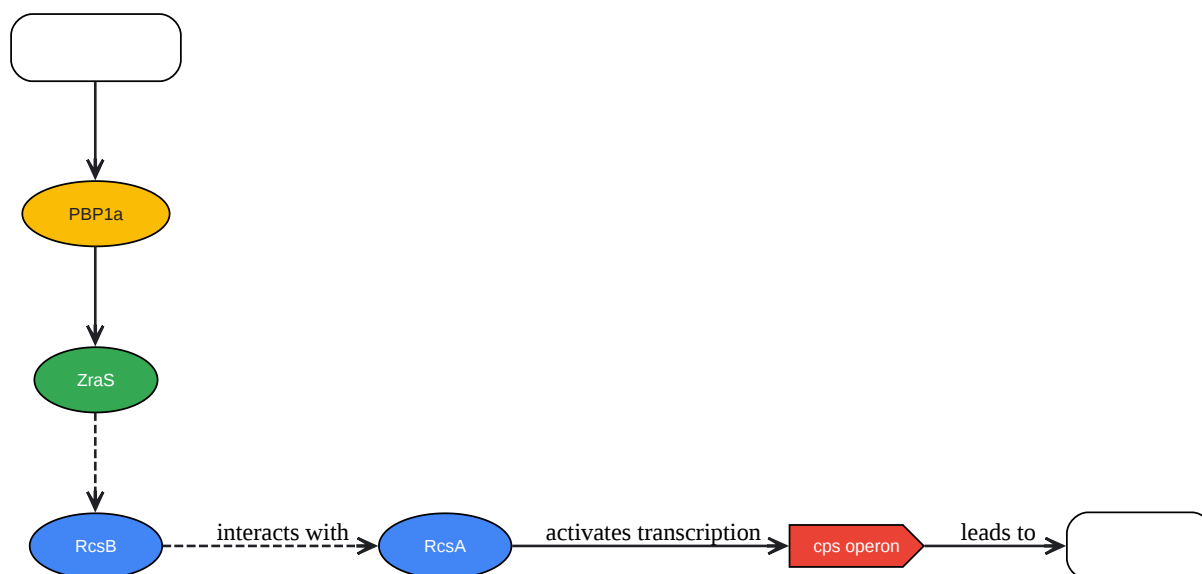 PBP1a
ZraS
RcsB
interacts with
RcsA
activates transcription
cps operon
leads to